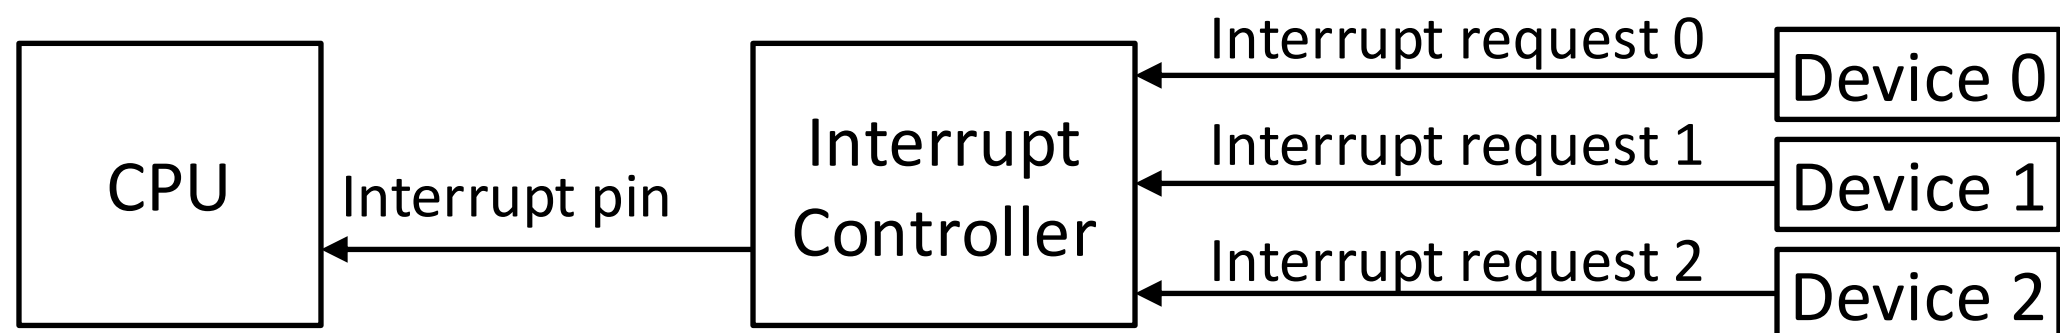 CPU
Interrupt pin
Interrupt
Controller
Interrupt request 0
Interrupt request 1
Interrupt request 2
Device 0
Device 1
Device 2